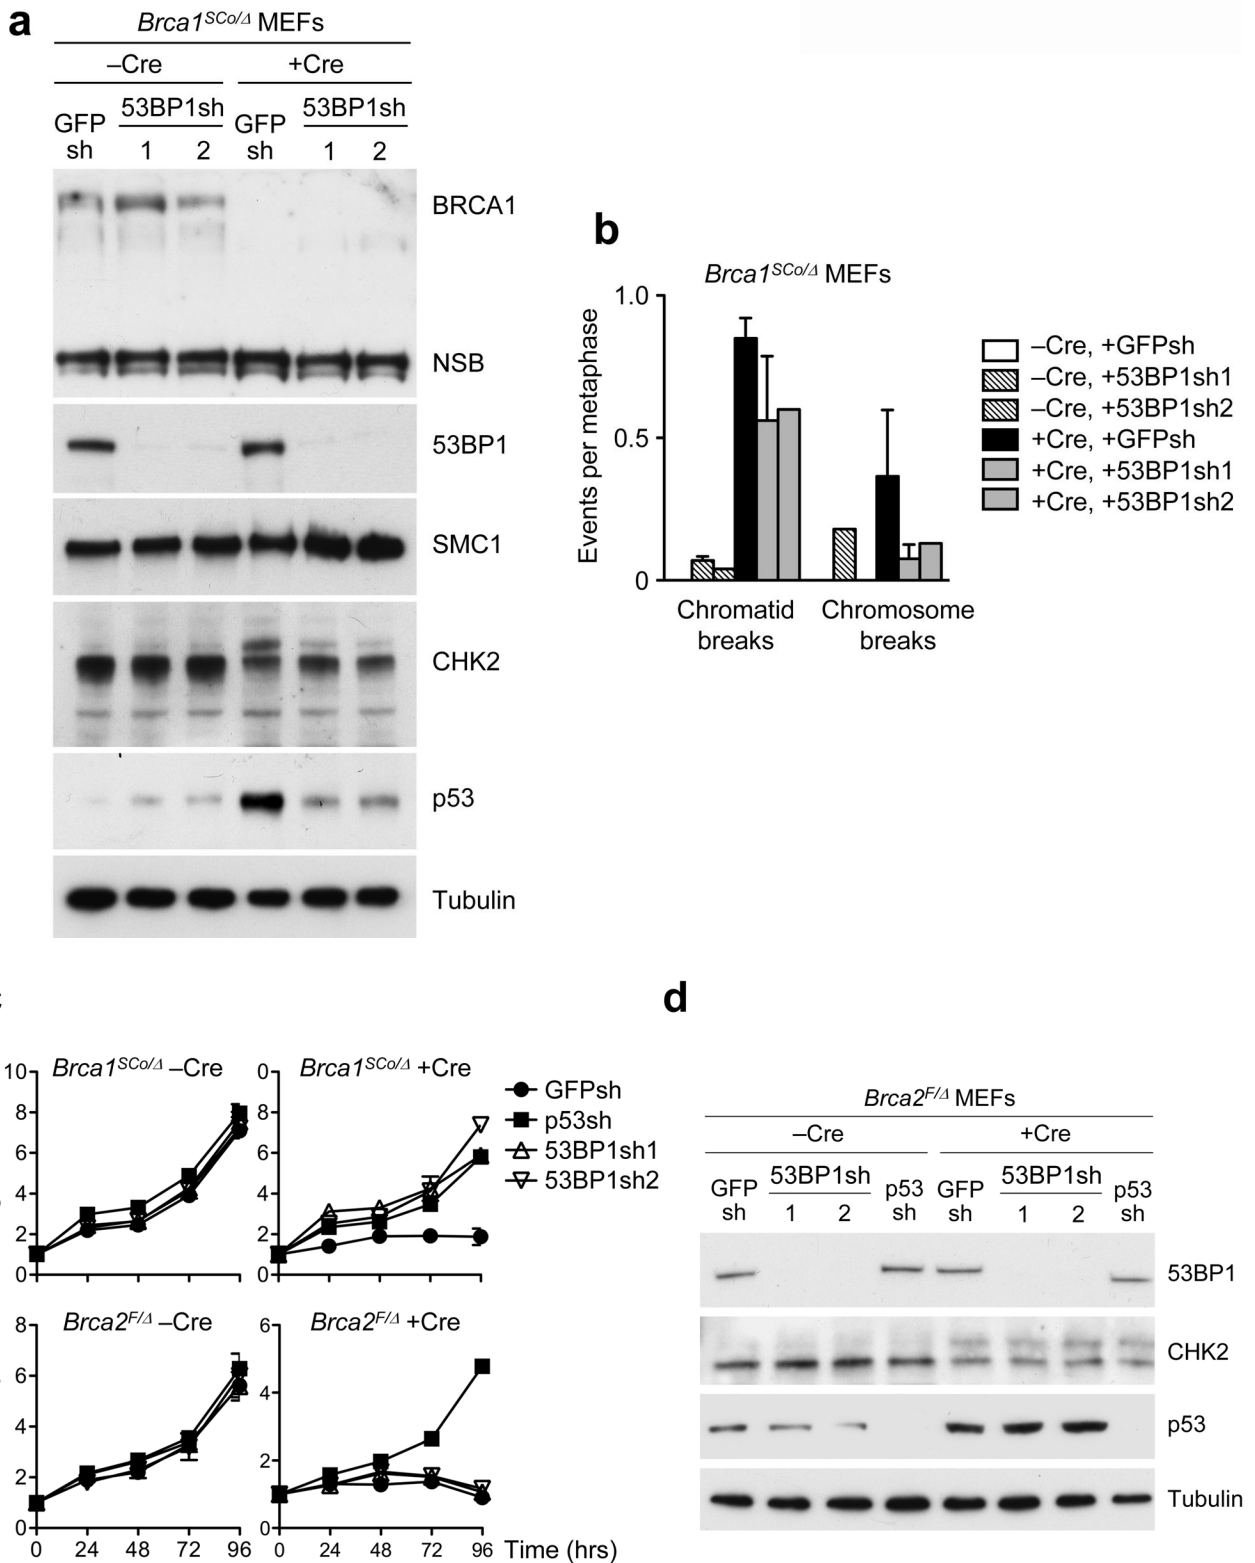 a
Brca1SCo/Δ MEFs
–Cre
+Cre
53BP1sh
53BP1sh
GFP
sh
GFP
sh
1
2
1
2
BRCA1
NSB
53BP1
SMC1
CHK2
p53
Tubulin
b
Brca1SCo/Δ MEFs
Events per metaphase
1.0
0.5
0
Chromatid
breaks
Chromosome
breaks
–Cre, +GFPsh
–Cre, +53BP1sh1
–Cre, +53BP1sh2
+Cre, +GFPsh
+Cre, +53BP1sh1
+Cre, +53BP1sh2
Brca1SCo/Δ –Cre
10
8
6
4
2
0
Brca1SCo/Δ +Cre
0
8
6
4
2
0
GFPsh
p53sh
53BP1sh1
53BP1sh2
Brca2F/Δ –Cre
8
6
4
2
0
0 24 48 72 96
Brca2F/Δ +Cre
6
4
2
0
0 24 48 72 96
Time (hrs)
d
Brca2F/Δ MEFs
–Cre
+Cre
GFP
sh
53BP1sh
1
2
p53
sh
GFP
sh
53BP1sh
1
2
p53
sh
53BP1
CHK2
p53
Tubulin